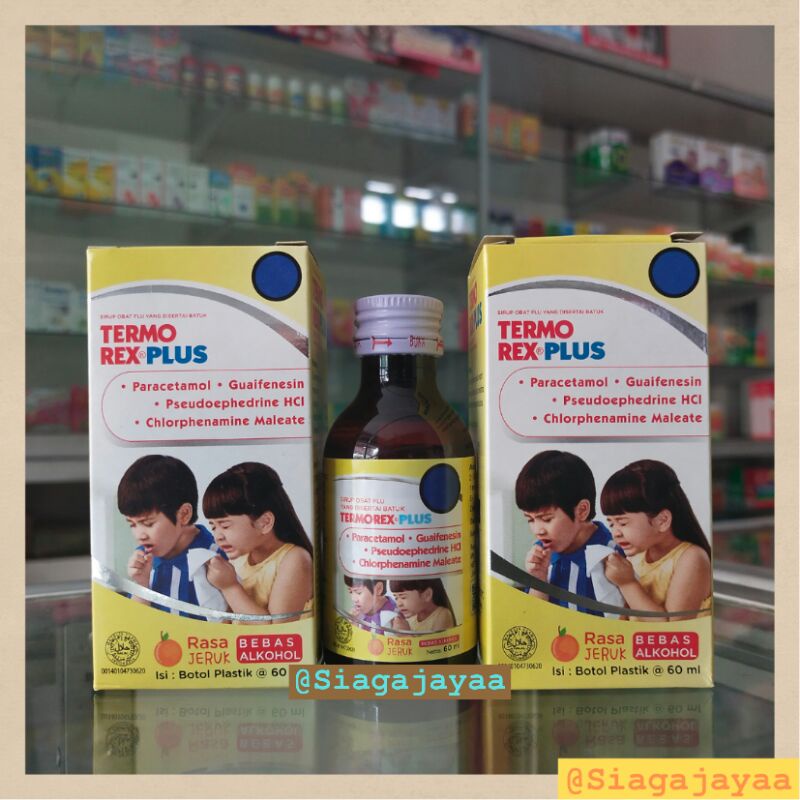 SIRUP OBAT FLU YANG DISERTAI BATUK
TERMO
REX® PLUS
• Paracetamol • Guaifenesin
• Pseudoephedrine HCl
• Chlorphenamine Maleate
Rasa
JERUK
BEBAS
ALKOHOL
00140104730620
Isi : Botol Plastik @ 60
BUKA
SIRUP OBAT FLU
YANG DISERTAI BATUK
TERMOREX® PLUS
• Paracetamol • Guaifenesin
• Pseudoephedrine HCl
• Chlorphenamine Maleate
Rasa
JERUK
60 ml
SIRUP OBAT FLU YANG DISERTAI BATUK
TERMO
REX® PLUS
• Paracetamol • Guaifenesin
• Pseudoephedrine HCl
• Chlorphenamine Maleate
Rasa
JERUK
BEBAS
ALKOHOL
00140104730620
Isi : Botol Plastik @ 60 ml
@Siagajayaa
@Siagajayaa